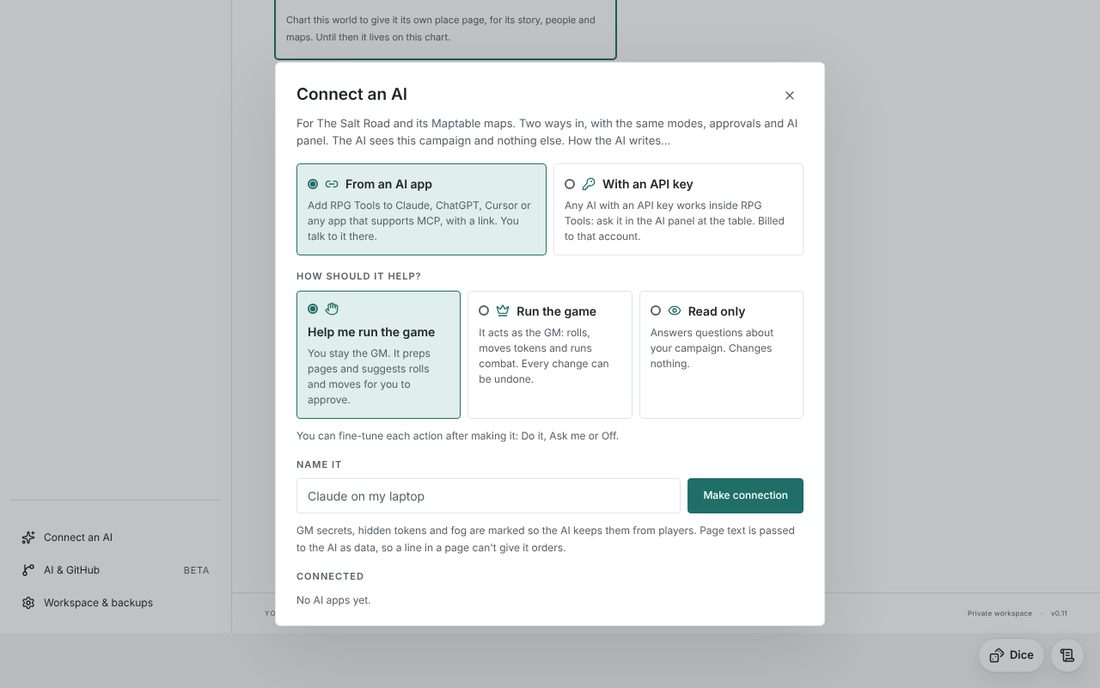 Chart this world to give it its own place page, for its story, people and
maps. Until then it lives on this chart.
Connect an AI
For The Salt Road and its Maptable maps. Two ways in, with the same modes, approvals and AI
panel. The AI sees this campaign and nothing else. How the AI writes...
From an AI app
Add RPG Tools to Claude, ChatGPT, Cursor or
any app that supports MCP, with a link. You
talk to it there.
With an API key
Any AI with an API key works inside RPG
Tools: ask it in the AI panel at the table. Billed
to that account.
HOW SHOULD IT HELP?
Help me run the game
You stay the GM. It preps
pages and suggests rolls
and moves for you to
approve.
Run the game
It acts as the GM: rolls,
moves tokens and runs
combat. Every change can
be undone.
Read only
Answers questions about
your campaign. Changes
nothing.
You can fine-tune each action after making it: Do it, Ask me or Off.
NAME IT
Claude on my laptop
Make connection
GM secrets, hidden tokens and fog are marked so the AI keeps them from players. Page text is passed
to the AI as data, so a line in a page can't give it orders.
CONNECTED
No AI apps yet.
Connect an AI
AI & GitHub BETA
Workspace & backups
YO
Private workspace · v0.11
Dice